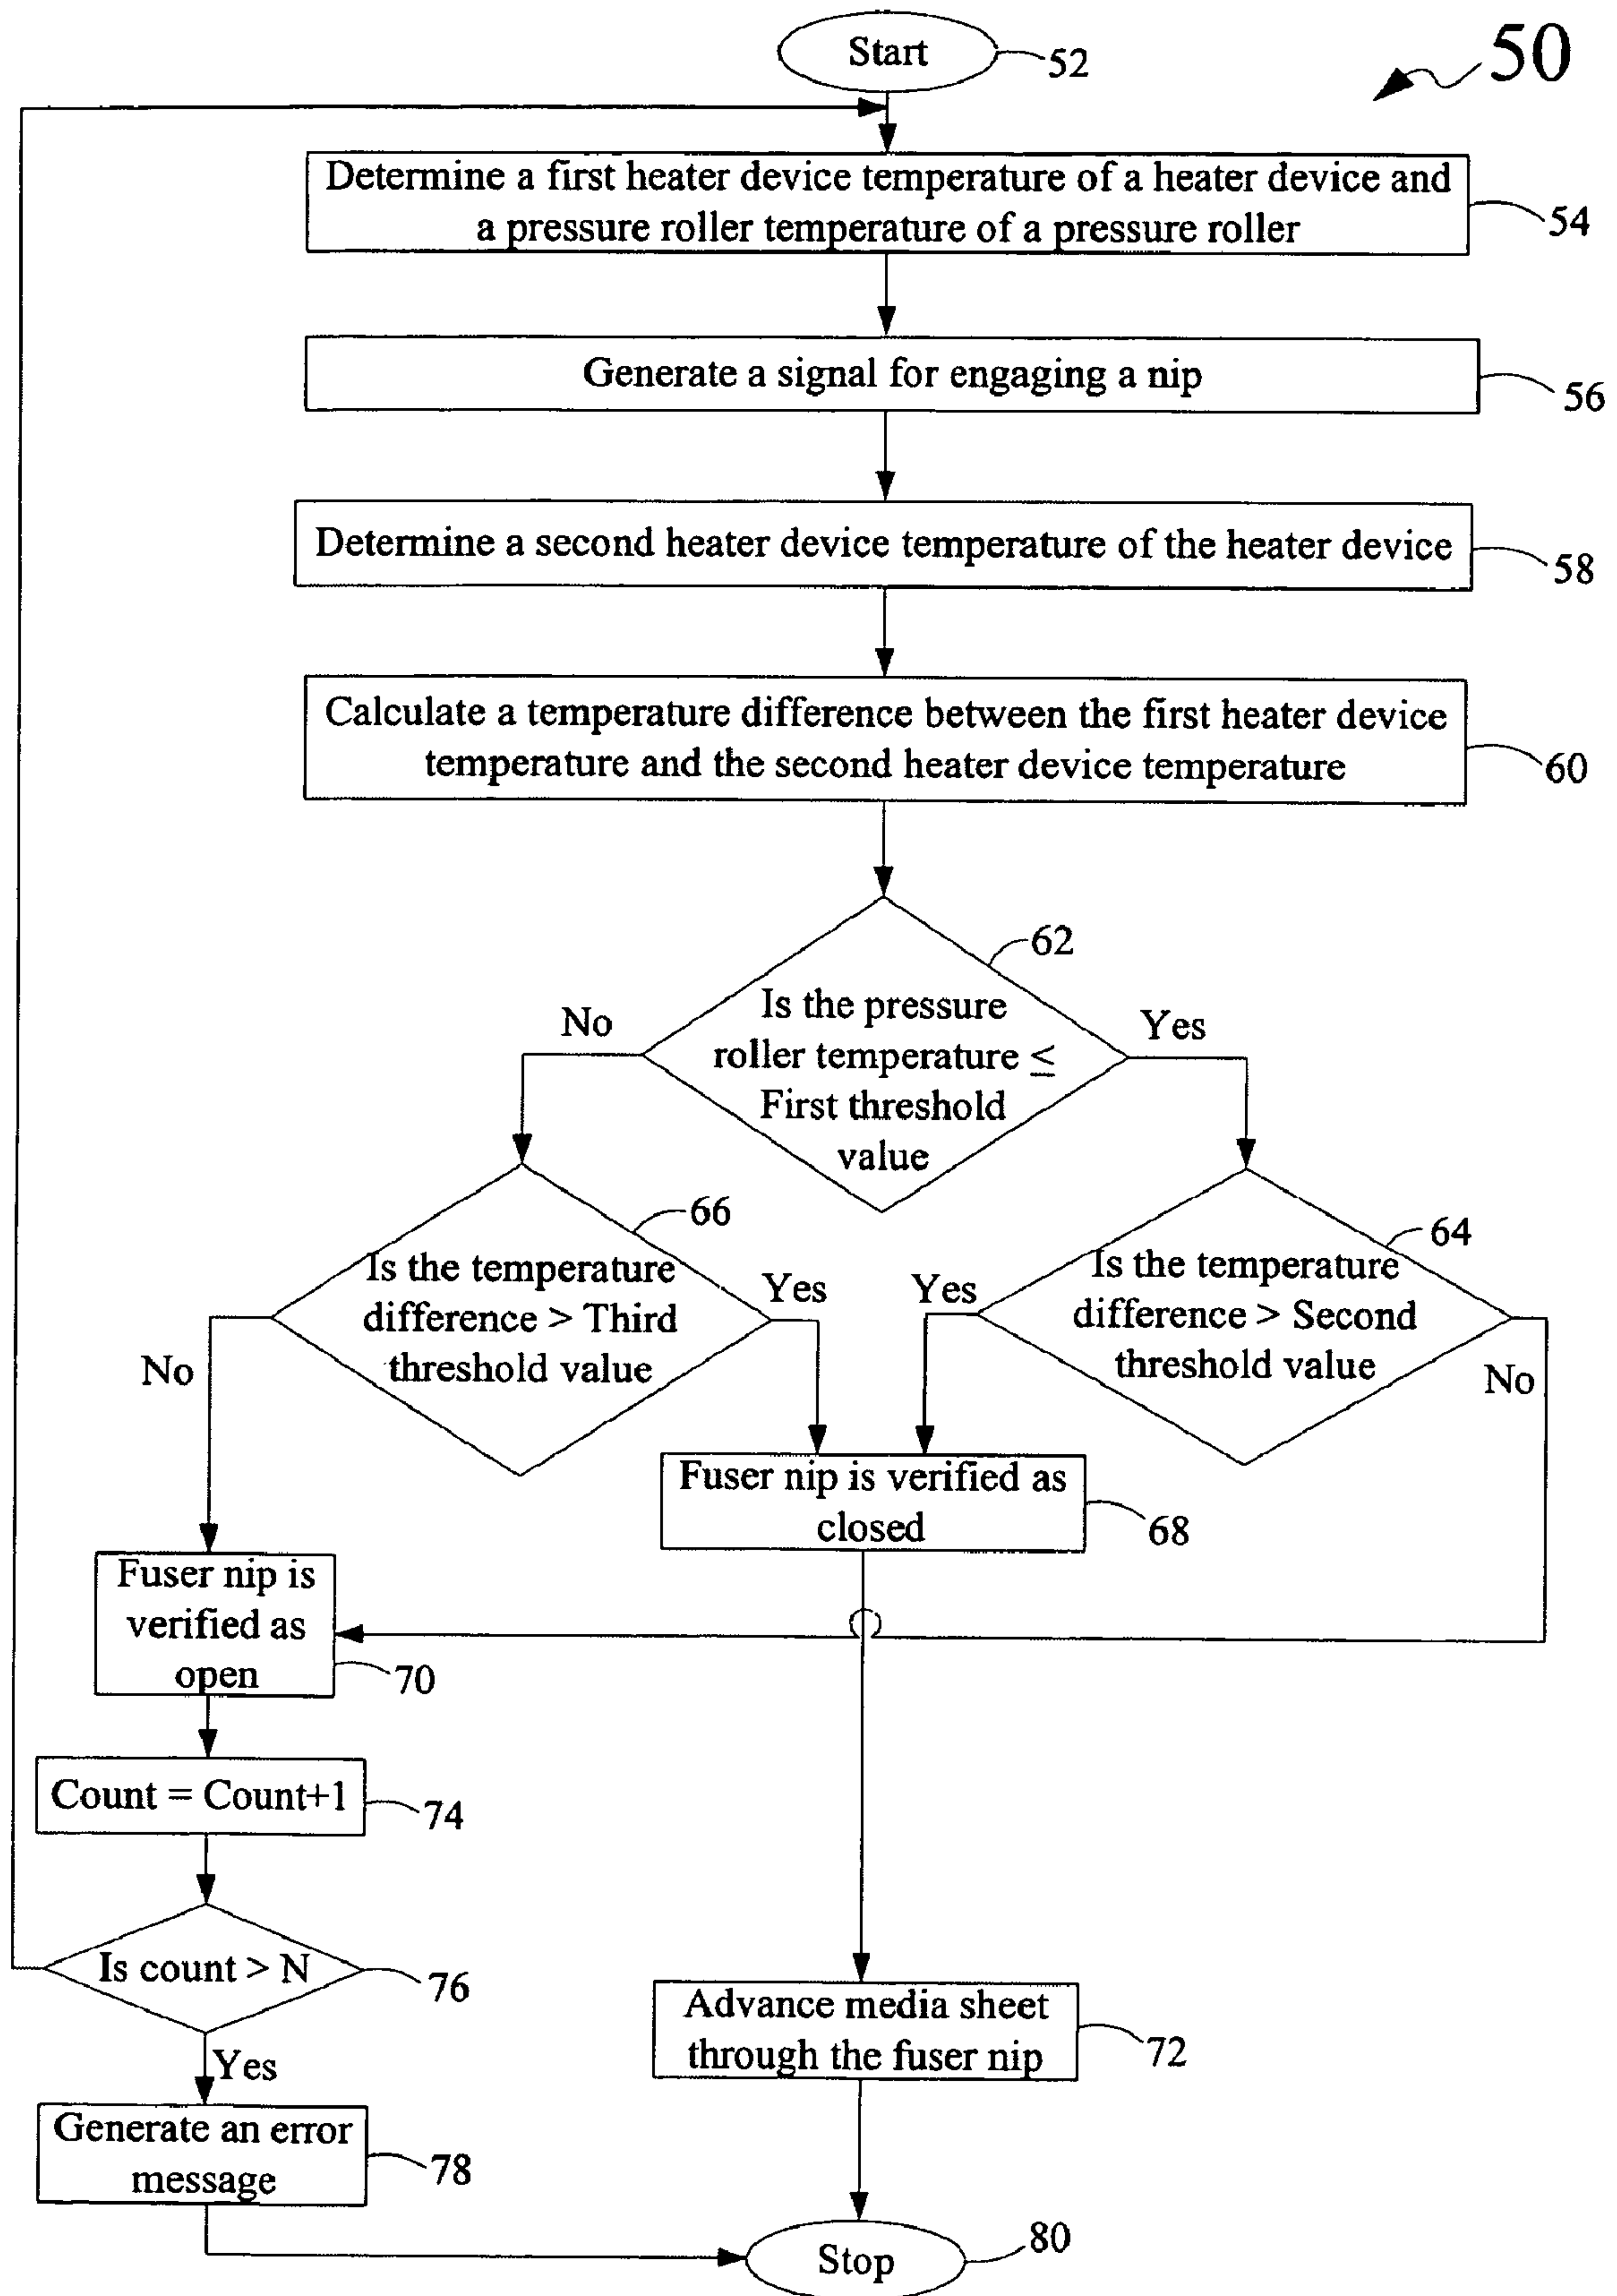 Start
52
50
Determine a first heater device temperature of a heater device and
a pressure roller temperature of a pressure roller
54
Generate a signal for engaging a nip
56
Determine a second heater device temperature of the heater device
58
Calculate a temperature difference between the first heater device
temperature and the second heater device temperature
60
62
Is the pressure
roller temperature ≤
First threshold
value
No
Yes
66
Is the temperature
difference > Third
threshold value
Yes
No
64
Is the temperature
difference > Second
threshold value
Yes
No
Fuser nip is verified as
closed
68
Fuser nip is
verified as
open
70
Count = Count+1
74
Is count > N
76
Yes
Advance media sheet
through the fuser nip
72
Generate an error
message
78
Stop
80